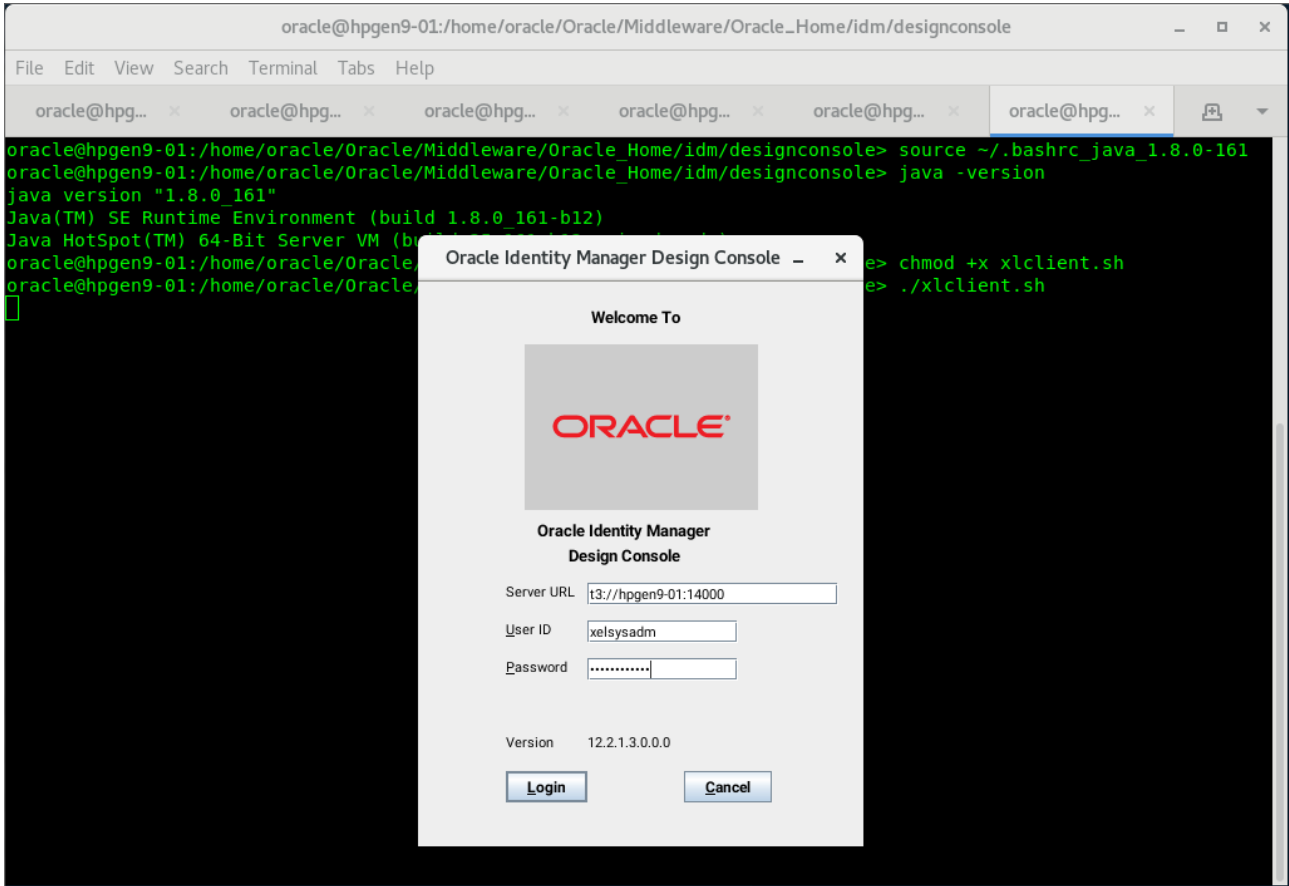 oracle@hpgen9-01:/home/oracle/Oracle/Middleware/Oracle_Home/idm/designconsole
File Edit View Search Terminal Tabs Help
oracle@hpg... oracle@hpg... oracle@hpg... oracle@hpg... oracle@hpg... oracle@hpg...
oracle@hpgen9-01:/home/oracle/Oracle/Middleware/Oracle_Home/idm/designconsole> source ~/.bashrc_java_1.8.0-161
oracle@hpgen9-01:/home/oracle/Oracle/Middleware/Oracle_Home/idm/designconsole> java -version
java version "1.8.0_161"
Java(TM) SE Runtime Environment (build 1.8.0_161-b12)
Java HotSpot(TM) 64-Bit Server VM (bu
oracle@hpgen9-01:/home/oracle/Oracle/ e> chmod +x xlclient.sh
oracle@hpgen9-01:/home/oracle/Oracle/ e> ./xlclient.sh
Oracle Identity Manager Design Console
Welcome To
ORACLE®
Oracle Identity Manager
Design Console
Server URL t3://hpgen9-01:14000
User ID xelsysadm
Password ••••••••••••
Version 12.2.1.3.0.0.0
Login Cancel